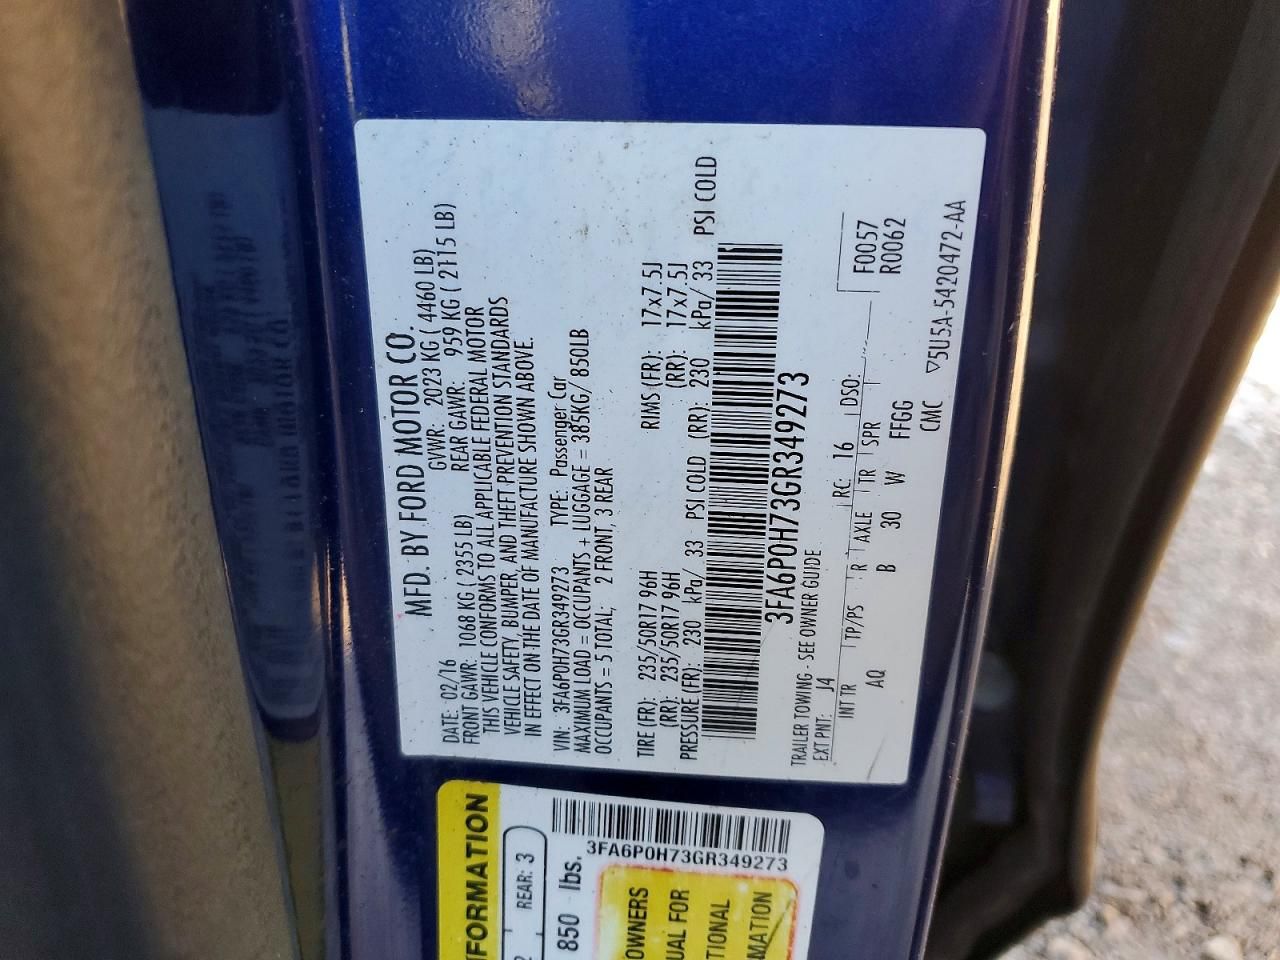 MFD. BY FORD MOTOR CO.
DATE: 02/16 GVWR: 2023 KG ( 4460 LB)
FRONT GAWR: 1068 KG ( 2355 LB) REAR GAWR: 959 KG ( 2115 LB)
THIS VEHICLE CONFORMS TO ALL APPLICABLE FEDERAL MOTOR
VEHICLE SAFETY, BUMPER, AND THEFT PREVENTION STANDARDS
IN EFFECT ON THE DATE OF MANUFACTURE SHOWN ABOVE.
VIN: 3FA6P0H73GR349273 TYPE: Passenger Car
MAXIMUM LOAD = OCCUPANTS + LUGGAGE = 385KG/ 850LB
OCCUPANTS = 5 TOTAL; 2 FRONT, 3 REAR
TIRE (FR): 235/50R17 96H RIMS (FR): 17x7.5J
(RR): 235/50R17 96H (RR): 17x7.5J
PRESSURE (FR): 230 kPa/ 33 PSI COLD (RR): 230 kPa/ 33 PSI COLD
3FA6P0H73GR349273
TRAILER TOWING - SEE OWNER GUIDE
EXT PNT: J4 RC: 16 DSO: F0057
INT TR TP/PS R AXLE TR SPR R0062
AQ B 30 W FFGG
CMC ▽5U5A-5420472-AA
FORMATION
REAR: 3
850 lbs.
3FA6P0H73GR349273
OWNERS
UAL FOR
TIONAL
MATION